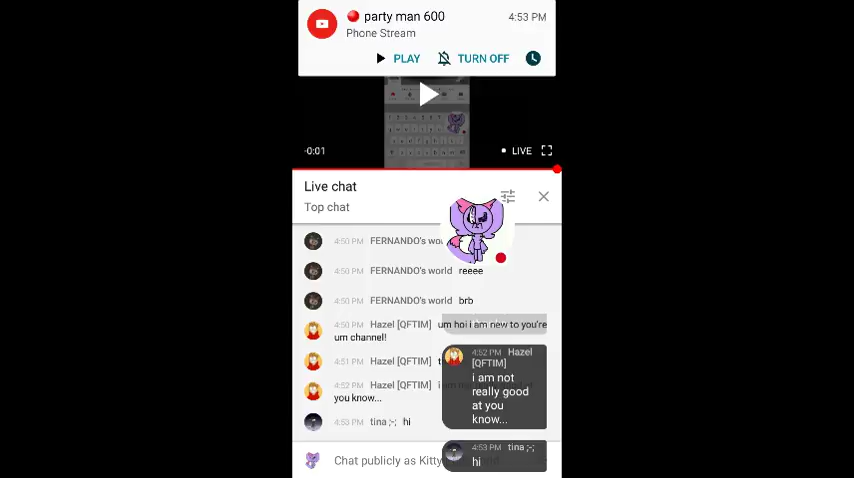 party man 600
4:53 PM
Phone Stream
PLAY
TURN OFF
-0:01
LIVE
Live chat
Top chat
4:50 PM FERNANDO's
4:50 PM FERNANDO's world reeee
4:50 PM FERNANDO's world brb
4:50 PM Hazel [QFTIM] um hoi i am new to you're
um channel!
4:51 PM Hazel [QFTIM]
4:52 PM Hazel [QFTIM]
you know...
4:53 PM tina ;-; hi
Chat publicly as Kitty
4:52 PM Hazel
[QFTIM]
i am not
really good
at you
know...
4:53 PM tina ;-;
hi